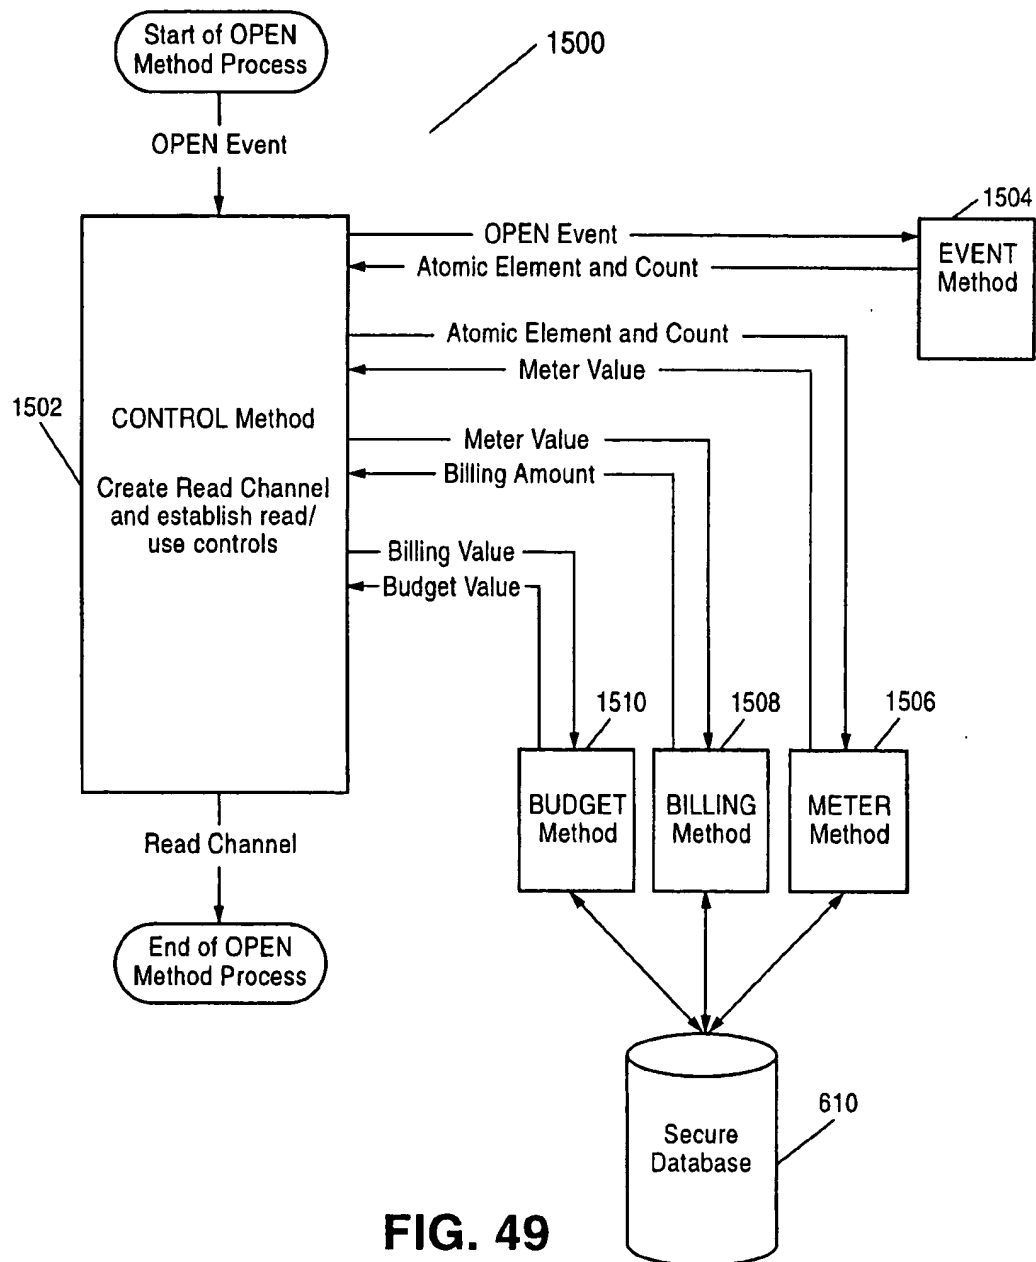 Start of OPEN
Method Process
1500
OPEN Event
1504
OPEN Event
EVENT
Method
Atomic Element and Count
Atomic Element and Count
Meter Value
1502
CONTROL Method
Create Read Channel
and establish read/
use controls
Meter Value
Billing Amount
Billing Value
Budget Value
1510
1508
1506
BUDGET
Method
BILLING
Method
METER
Method
Read Channel
End of OPEN
Method Process
610
Secure
Database
FIG. 49